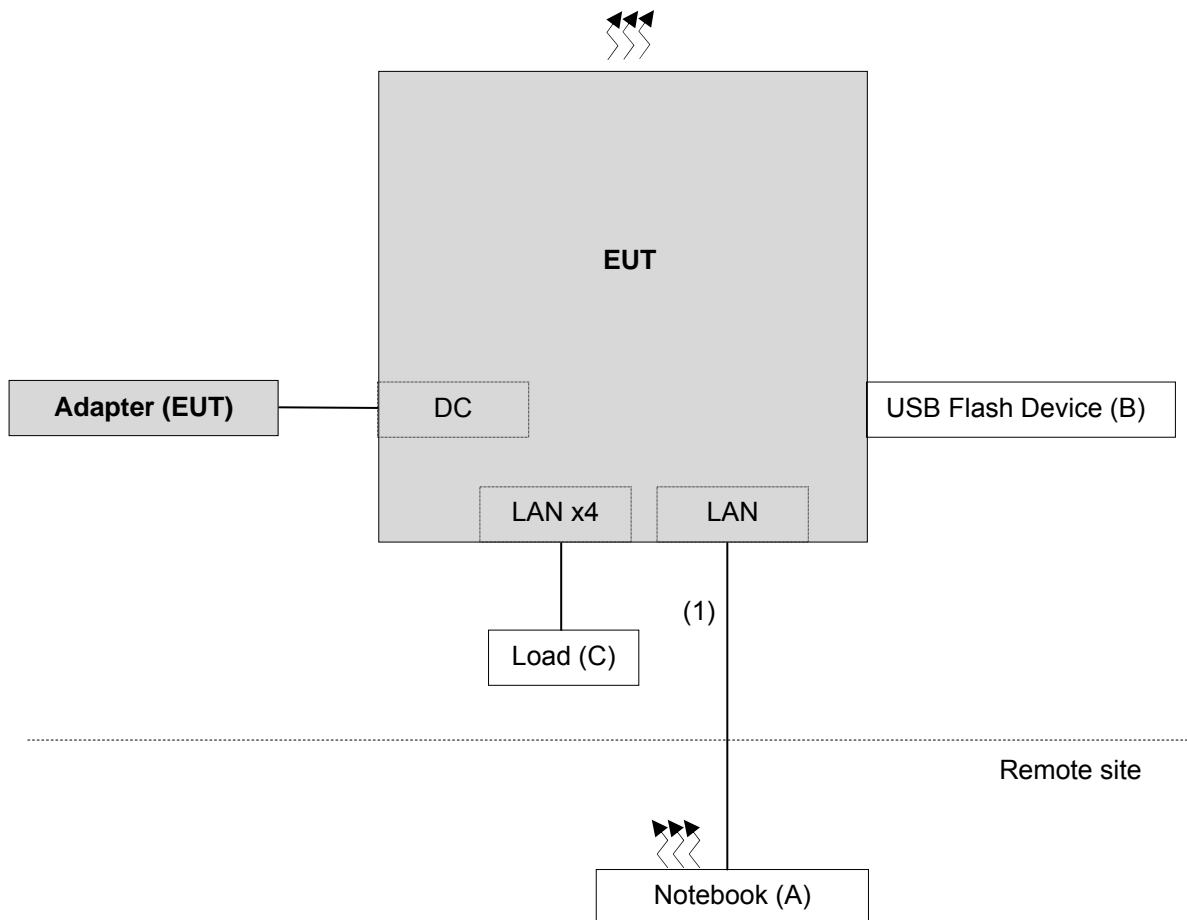 EUT
Adapter (EUT)
DC
USB Flash Device (B)
LAN x4
LAN
(1)
Load (C)
Remote site
Notebook (A)